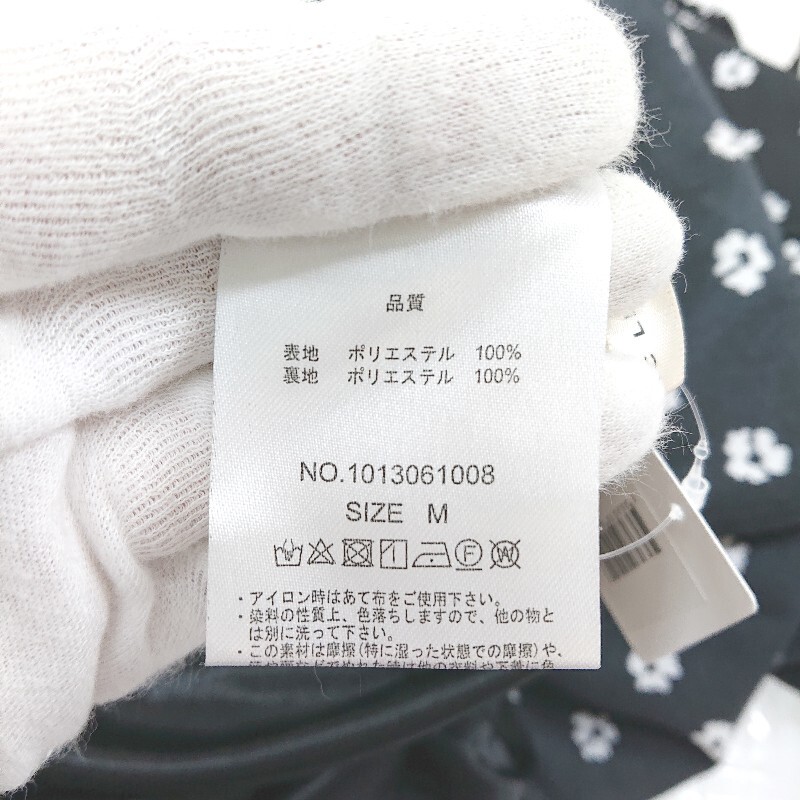 品質
表地 ポリエステル 100%
裏地 ポリエステル 100%
NO.1013061008
SIZE M
・アイロン時はあて布をご使用下さい。
・染料の性質上、色落ちしますので、他の物と
は別に洗って下さい。
・この素材は摩擦(特に湿った状態での摩擦)や、